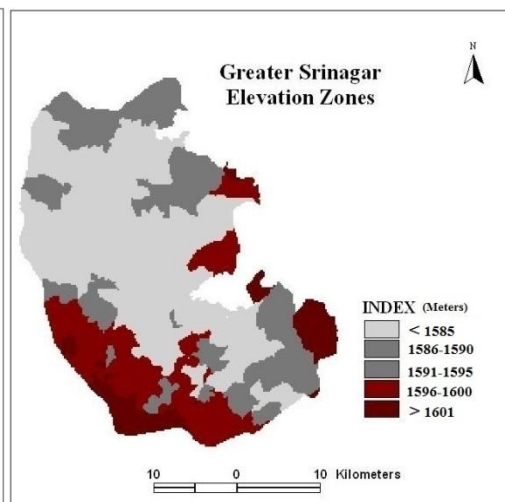 N
Greater Srinagar
Elevation Zones
INDEX (Meters)
< 1585
1586-1590
1591-1595
1596-1600
> 1601
10 0 10 Kilometers